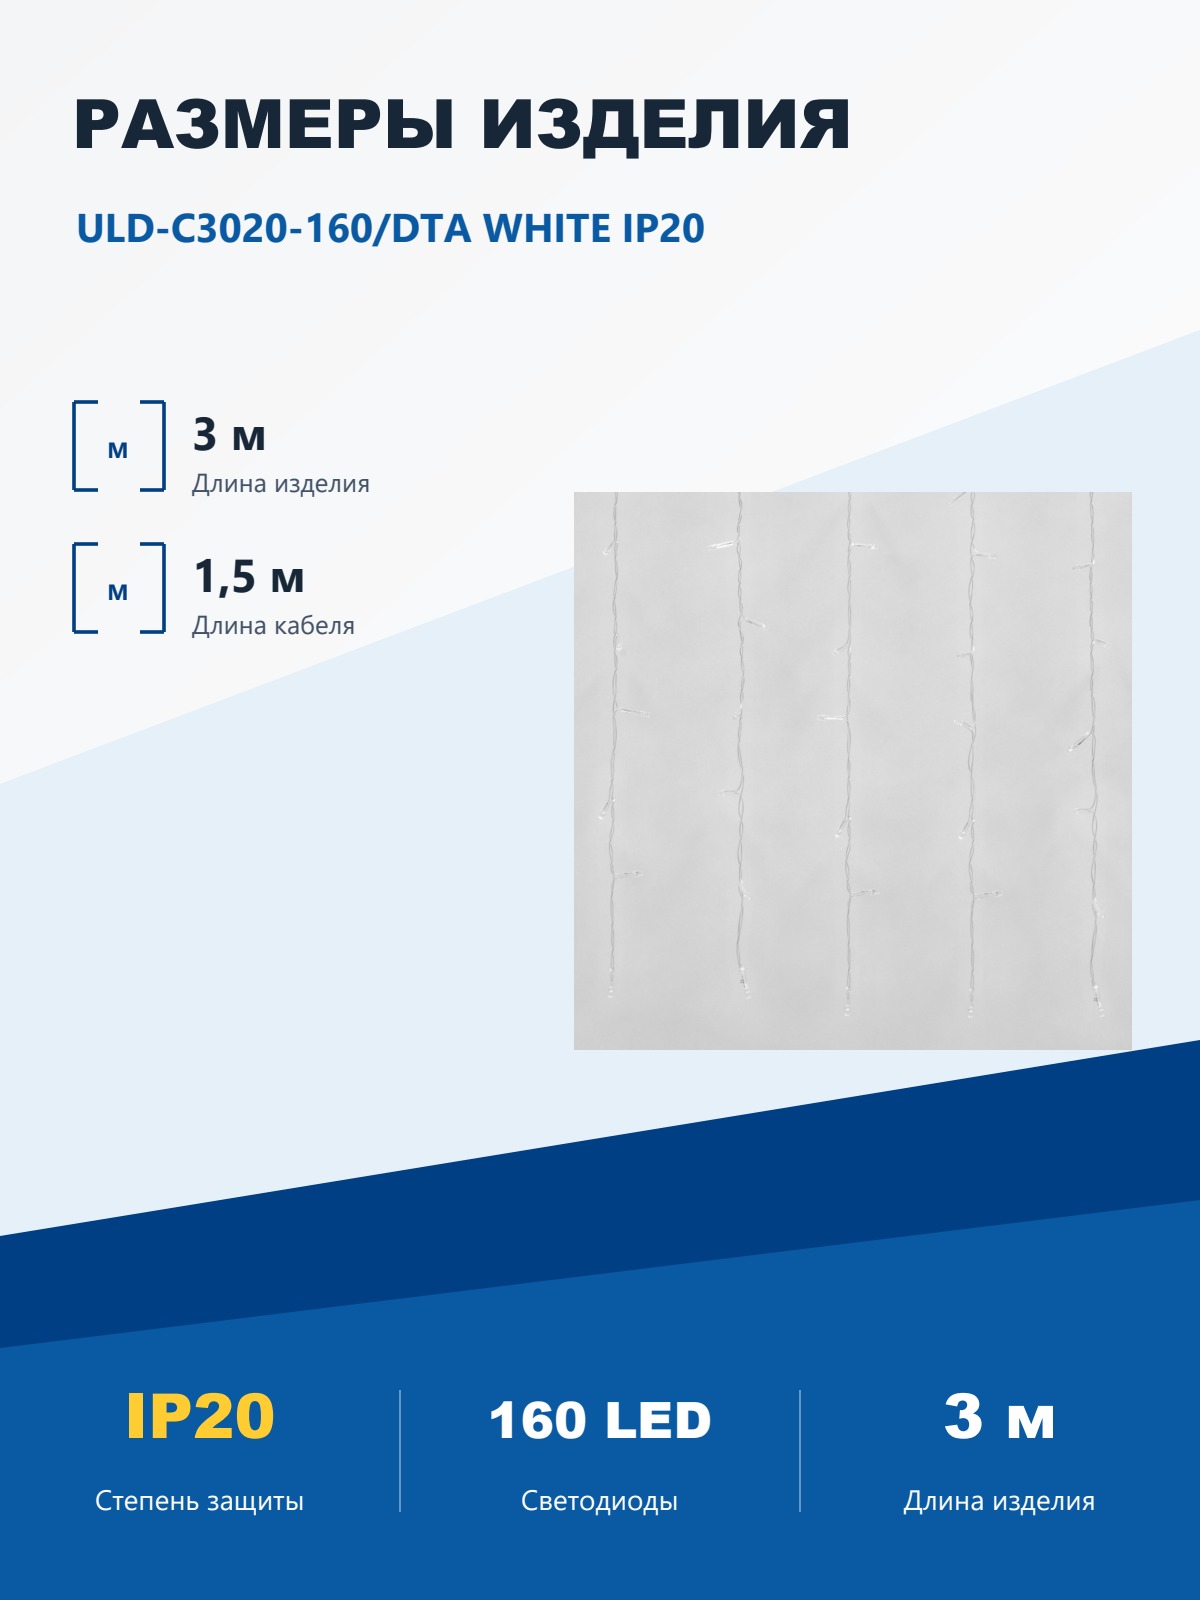 РАЗМЕРЫ ИЗДЕЛИЯ
ULD-C3020-160/DTA WHITE IP20
м
3 м
Длина изделия
м
1,5 м
Длина кабеля
IP20
Степень защиты
160 LED
Светодиоды
3 м
Длина изделия